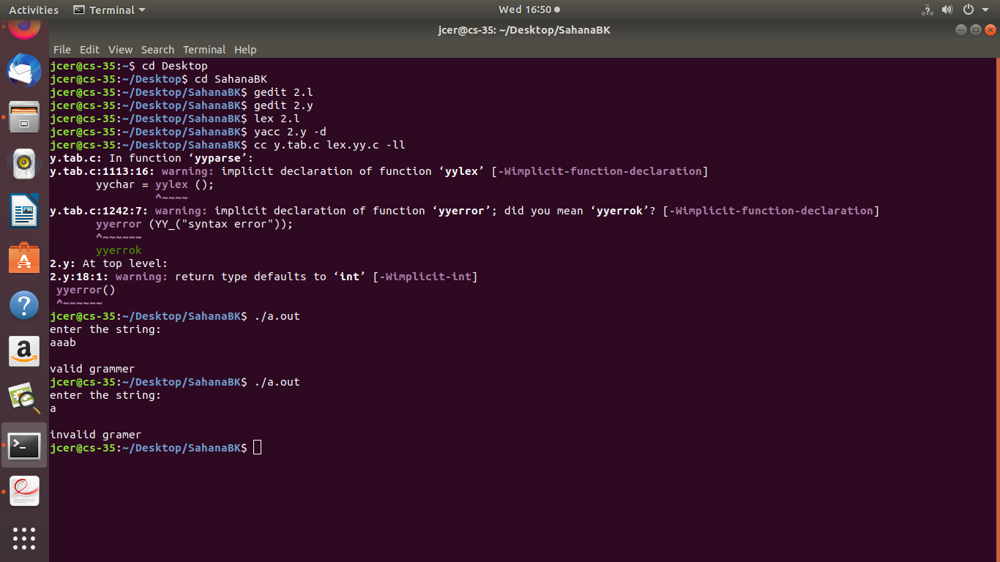 Activities Terminal Wed 16:50
jcer@cs-35: ~/Desktop/SahanaBK
File Edit View Search Terminal Help
jcer@cs-35:~$ cd Desktop
jcer@cs-35:~/Desktop$ cd SahanaBK
jcer@cs-35:~/Desktop/SahanaBK$ gedit 2.l
jcer@cs-35:~/Desktop/SahanaBK$ gedit 2.y
jcer@cs-35:~/Desktop/SahanaBK$ lex 2.l
jcer@cs-35:~/Desktop/SahanaBK$ yacc 2.y -d
jcer@cs-35:~/Desktop/SahanaBK$ cc y.tab.c lex.yy.c -ll
y.tab.c: In function ‘yyparse’:
y.tab.c:1113:16: warning: implicit declaration of function ‘yylex’ [-Wimplicit-function-declaration]
       yychar = yylex ();
                ^~~~~
y.tab.c:1242:7: warning: implicit declaration of function ‘yyerror’; did you mean ‘yyerrok’? [-Wimplicit-function-declaration]
       yyerror (YY_("syntax error"));
       ^~~~~~~
       yyerrok
2.y: At top level:
2.y:18:1: warning: return type defaults to ‘int’ [-Wimplicit-int]
 yyerror()
 ^~~~~~~
jcer@cs-35:~/Desktop/SahanaBK$ ./a.out
enter the string:
aaab
valid grammer
jcer@cs-35:~/Desktop/SahanaBK$ ./a.out
enter the string:
a
invalid gramer
jcer@cs-35:~/Desktop/SahanaBK$